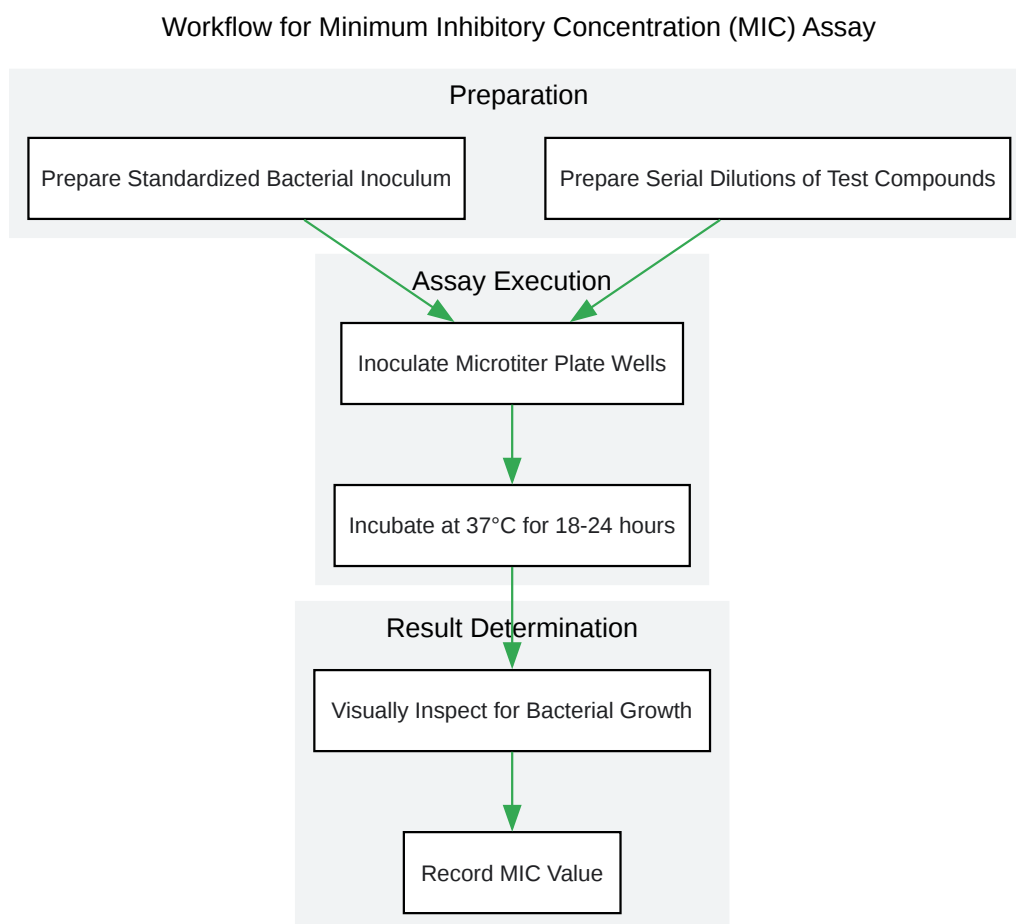 Workflow for Minimum Inhibitory Concentration (MIC) Assay
Preparation
Prepare Standardized Bacterial Inoculum
Prepare Serial Dilutions of Test Compounds
Assay Execution
Inoculate Microtiter Plate Wells
Incubate at 37°C for 18-24 hours
Result Determination
Visually Inspect for Bacterial Growth
Record MIC Value